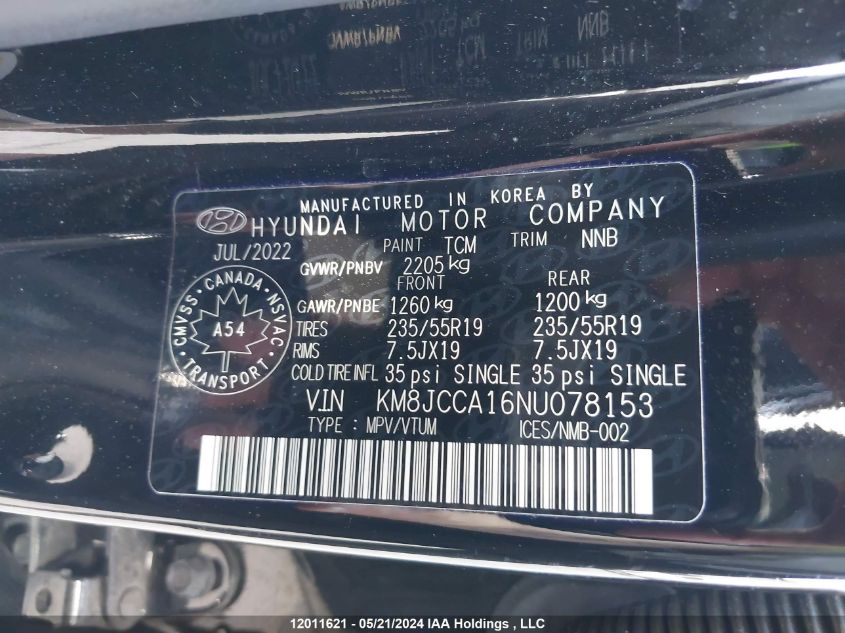 MANUFACTURED IN KOREA BY
HYUNDAI MOTOR COMPANY
JUL/2022 PAINT TCM TRIM NNB
GVWR/PNBV 2205 kg
FRONT REAR
GAWR/PNBE 1260 kg 1200 kg
TIRES 235/55R19 235/55R19
RIMS 7.5JX19 7.5JX19
COLD TIRE INFL 35 psi SINGLE 35 psi SINGLE
V.I.N KM8JCCA16NU078153
TYPE : MPV/VTUM ICES/NMB-002
CMVSS · CANADA · NSVAC
A54
· TRANSPORT ·
12011621 - 05/21/2024 IAA Holdings , LLC